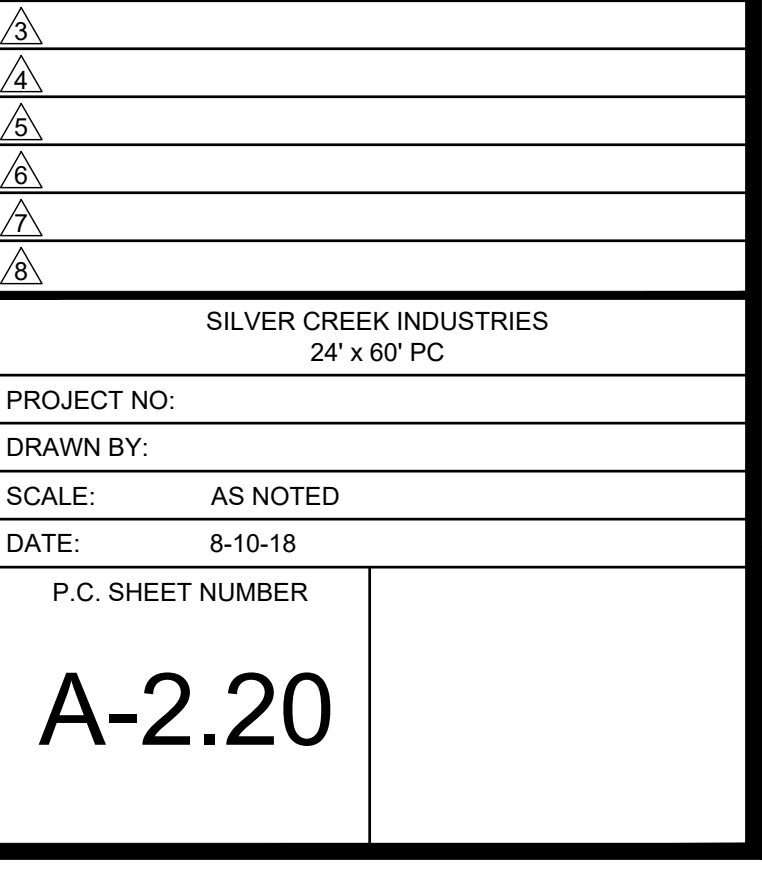 3
4
5
6
7
8
SILVER CREEK INDUSTRIES
24' x 60' PC
PROJECT NO:
DRAWN BY:
SCALE: AS NOTED
DATE: 8-10-18
P.C. SHEET NUMBER
A-2.20